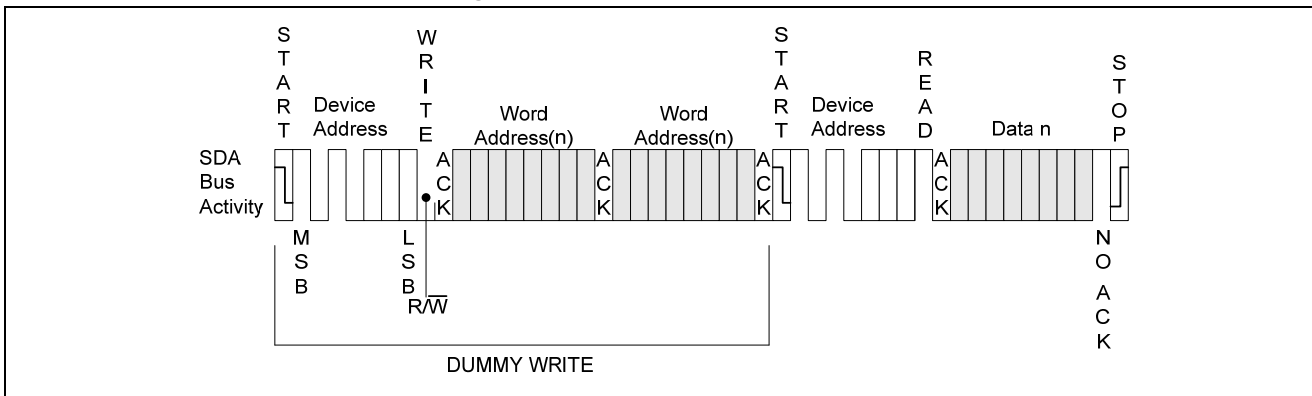 START
WRITE
START
READ
STOP
Device
Address
Word
Address(n)
Word
Address(n)
Device
Address
Data n
SDA
Bus
Activity
ACK
ACK
ACK
ACK
MSB
LSB
R/W̅
NO ACK
DUMMY WRITE